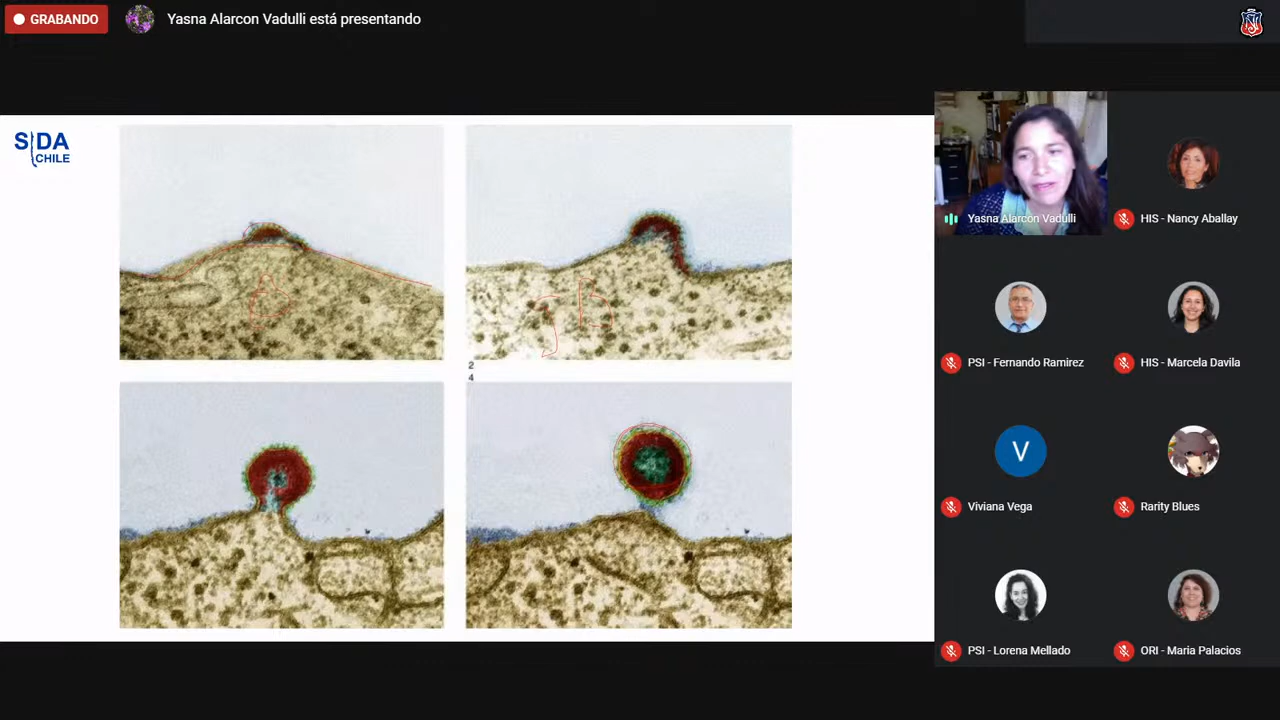 GRABANDO
Yasna Alarcon Vadulli está presentando
SIDA
CHILE
2
4
Yasna Alarcon Vadulli
HIS - Nancy Aballay
PSI - Fernando Ramirez
HIS - Marcela Davila
V
Viviana Vega
Rarity Blues
PSI - Lorena Mellado
ORI - Maria Palacios